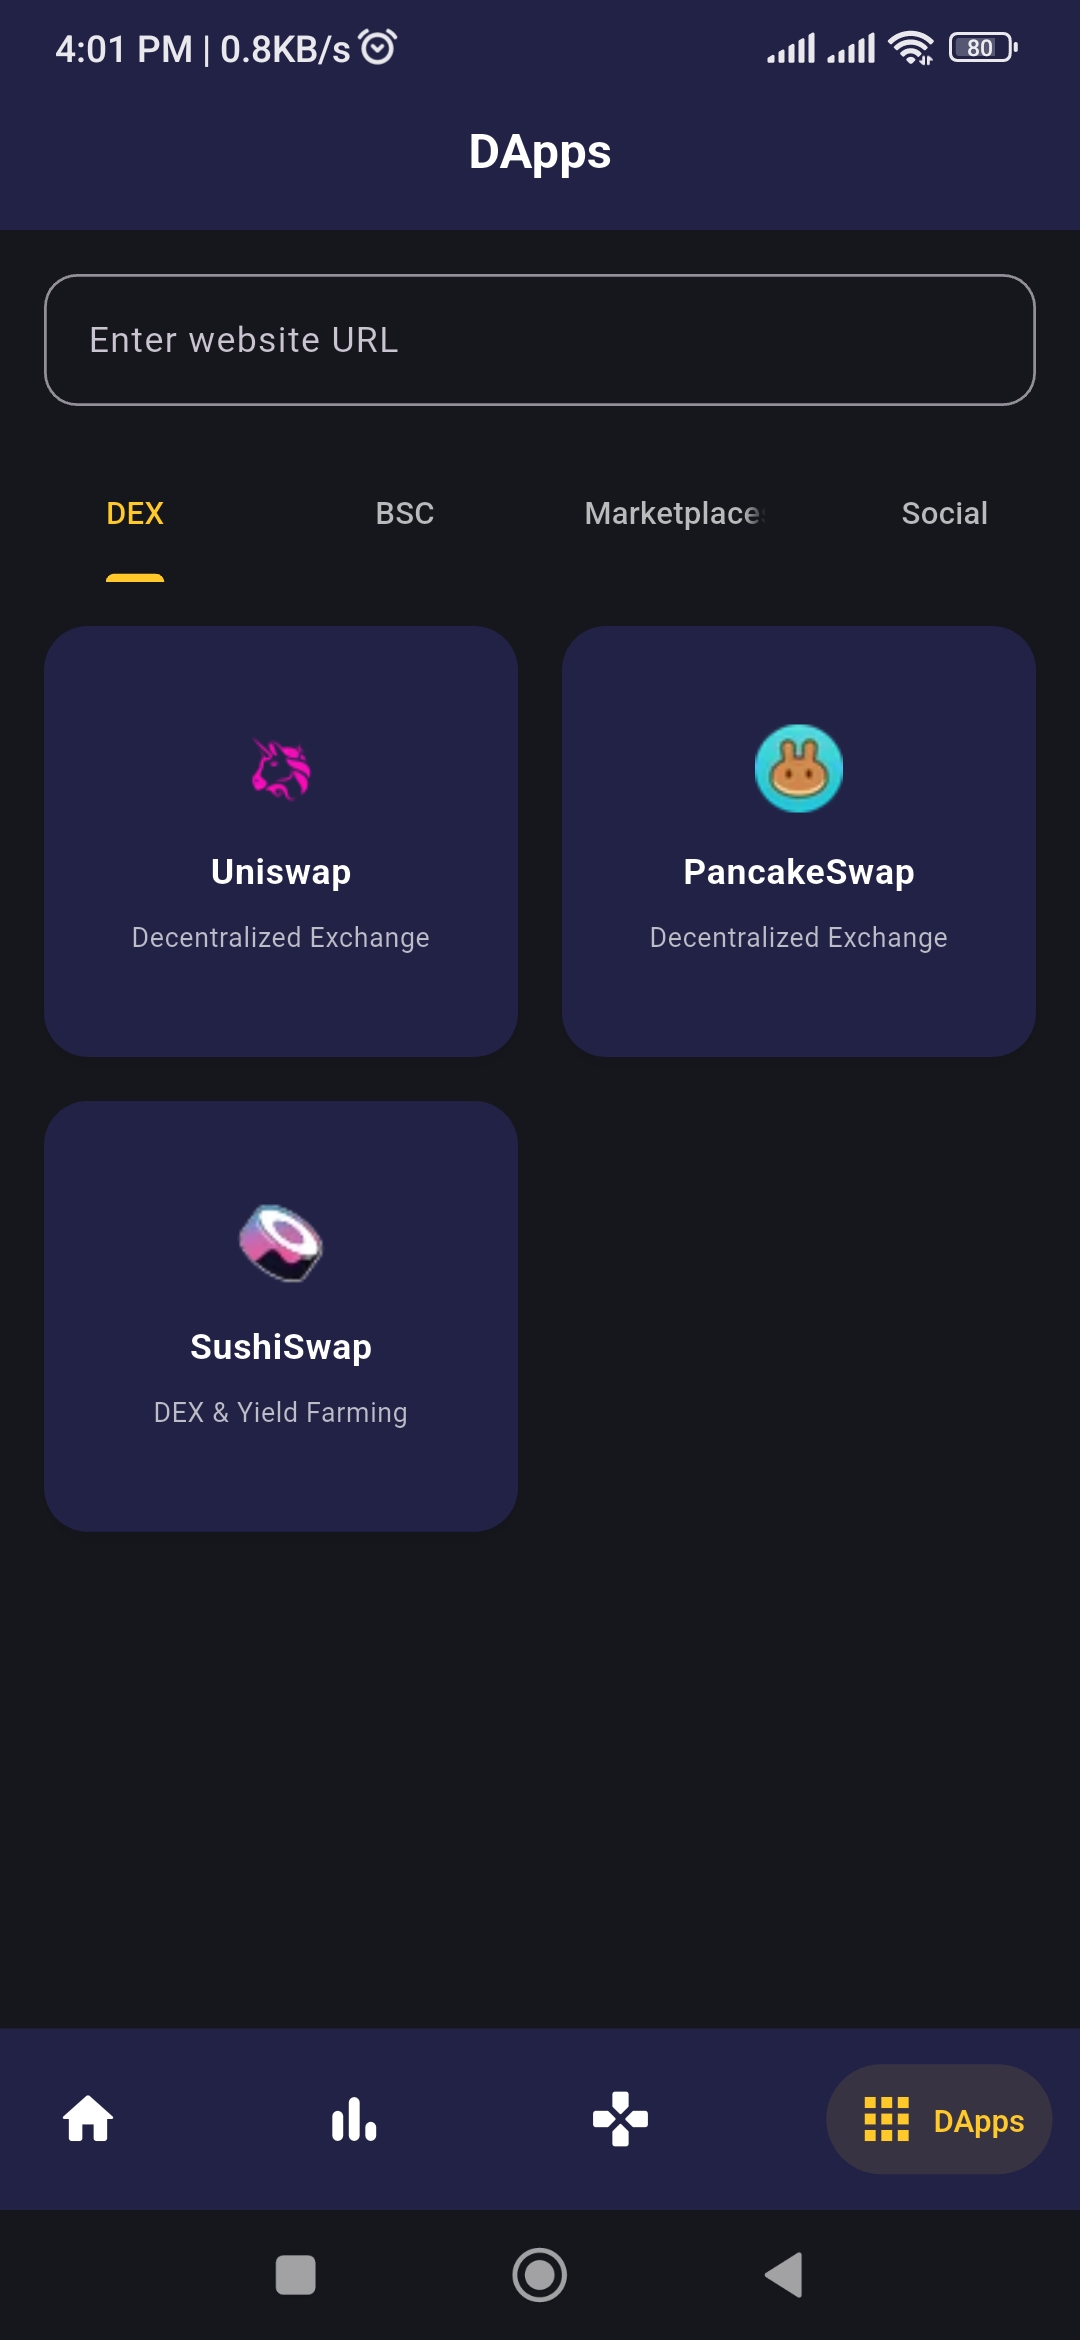 4:01 PM | 0.8KB/s
80
DApps
Enter website URL
DEX BSC Marketplaces Social
Uniswap
Decentralized Exchange
PancakeSwap
Decentralized Exchange
SushiSwap
DEX & Yield Farming
DApps